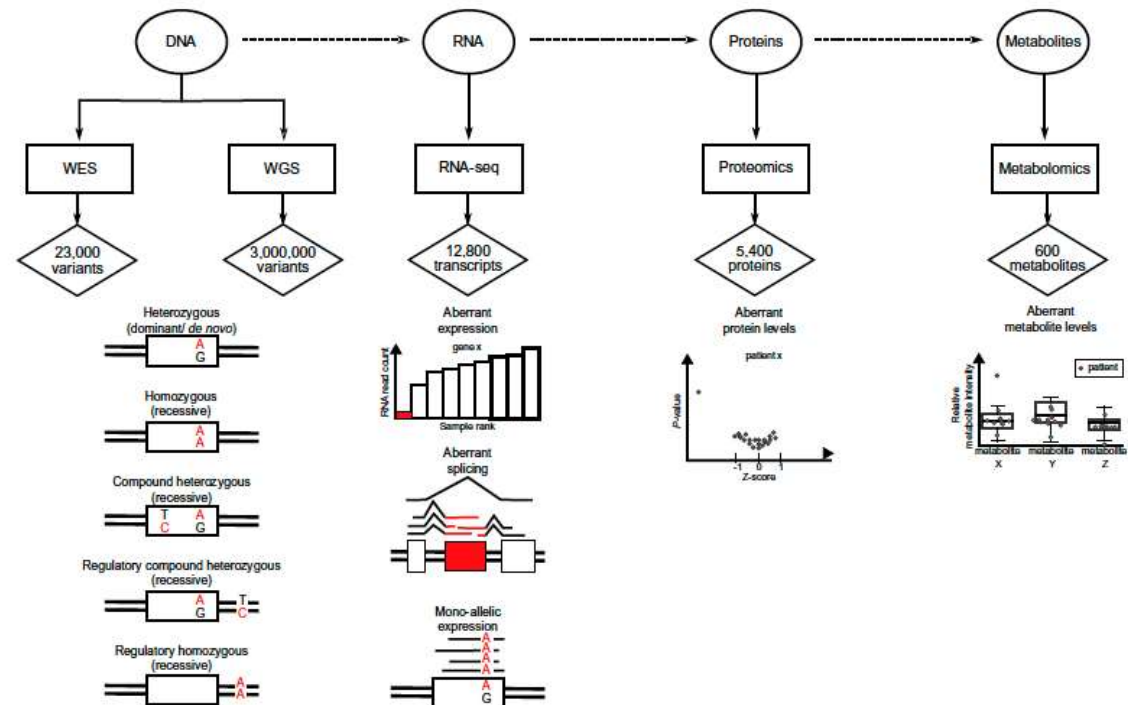 DNA
RNA
Proteins
Metabolites
WES
WGS
RNA-seq
Proteomics
Metabolomics
23,000
variants
3,000,000
variants
12,800
transcripts
5,400
proteins
600
metabolites
Heterozygous
(dominant/ de novo)
A
G
Homozygous
(recessive)
A
A
Compound heterozygous
(recessive)
T A
C G
Regulatory compound heterozygous
(recessive)
A T
G C
Regulatory homozygous
(recessive)
A
A
Aberrant
expression
gene x
RNA read count
Sample rank
Aberrant
splicing
Mono-allelic
expression
A
A
A
A
A
G
Aberrant
protein levels
patient x
P-value
-1 0 1
Z-score
Aberrant
metabolite levels
patient
Relative
metabolite intensity
metabolite metabolite metabolite
X Y Z